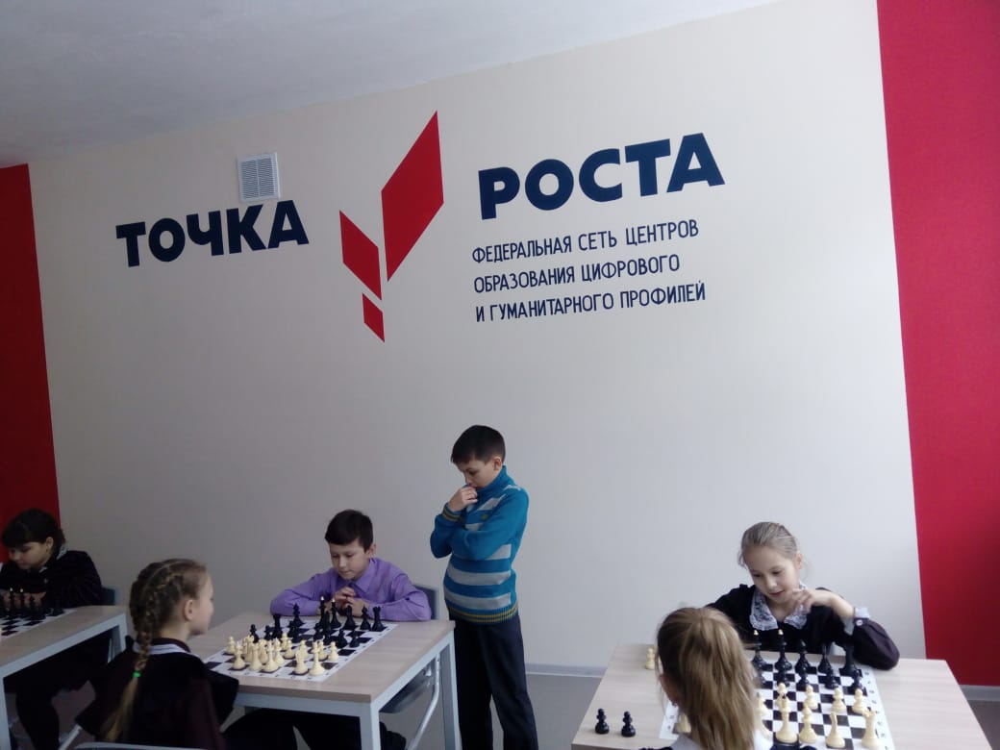 ТОЧКА РОСТА
ФЕДЕРАЛЬНАЯ СЕТЬ ЦЕНТРОВ
ОБРАЗОВАНИЯ ЦИФРОВОГО
И ГУМАНИТАРНОГО ПРОФИЛЕЙ